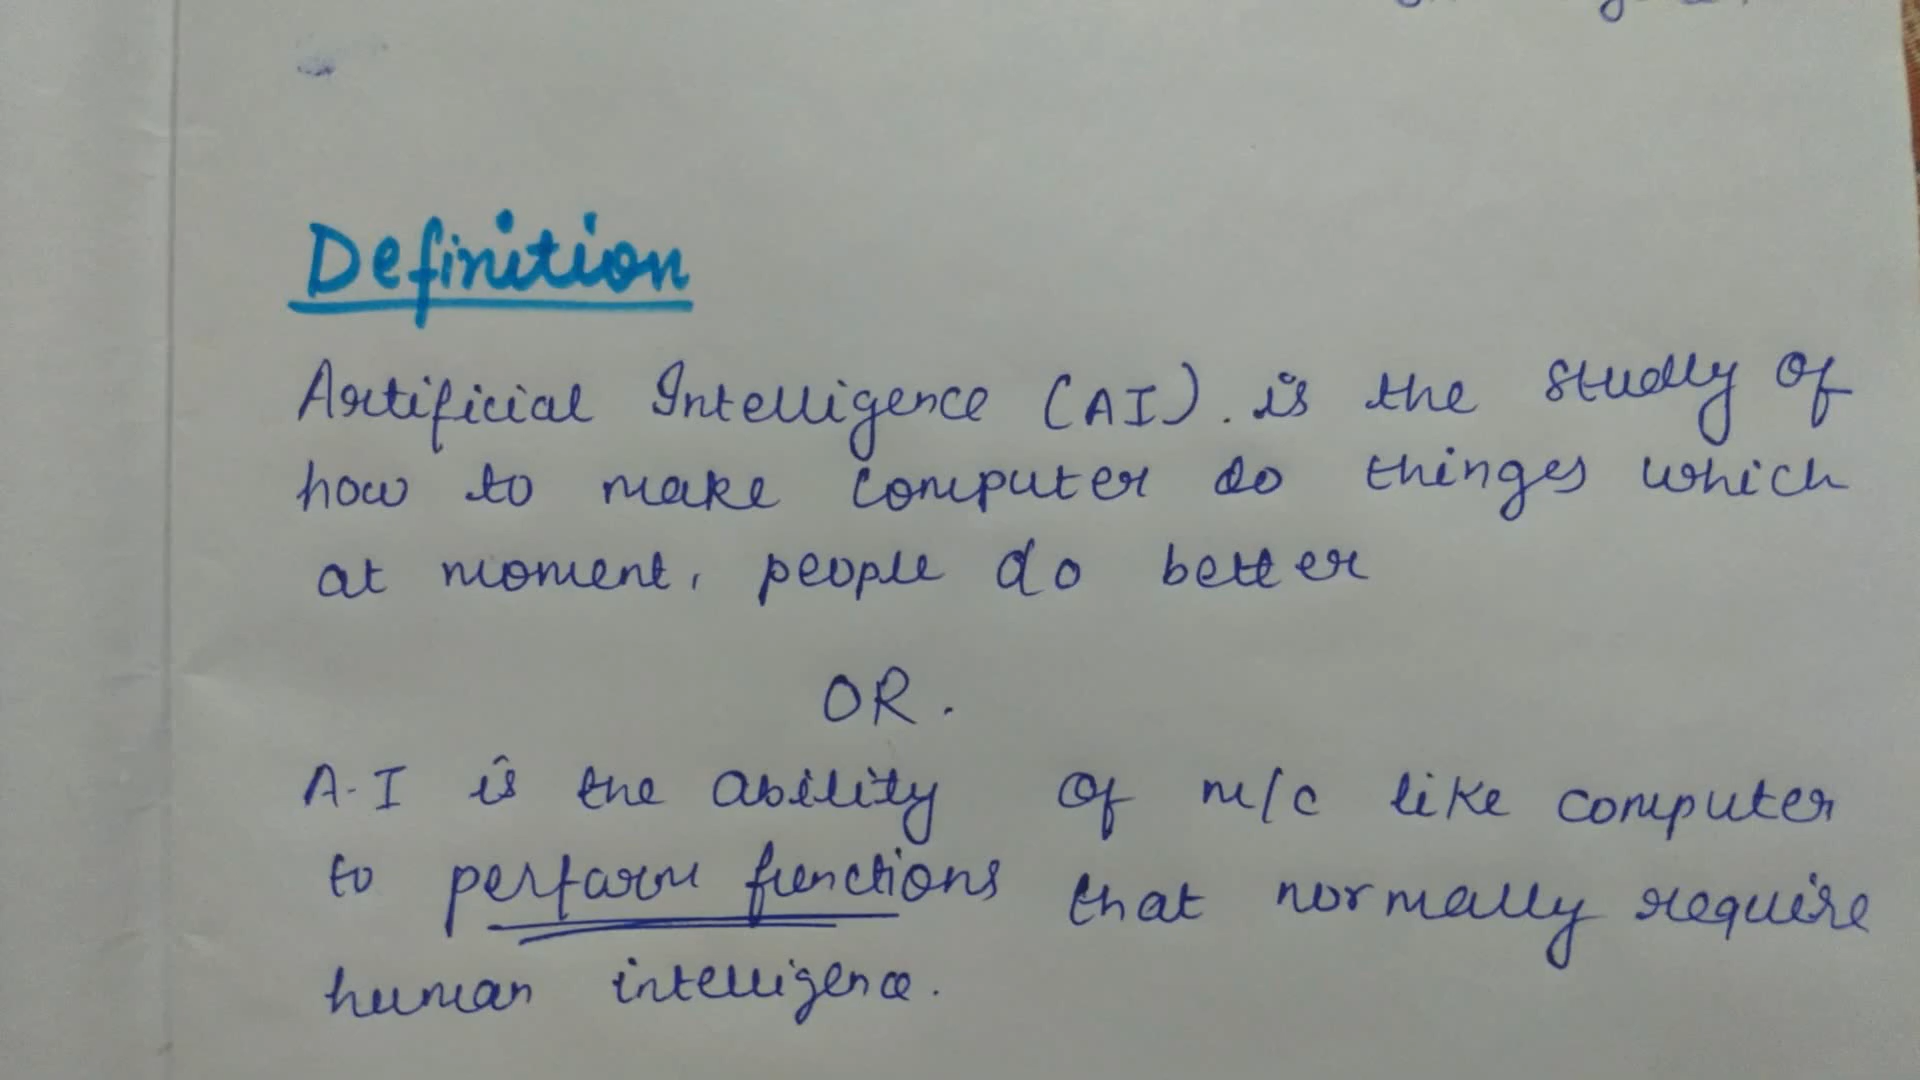 Definition
Artificial Intelligence (AI). is the study of
how to make computer do thinges which
at moment, people do better
OR.
A.I is the ability of m/c like computer
to perform functions that normally require
human intelligence.